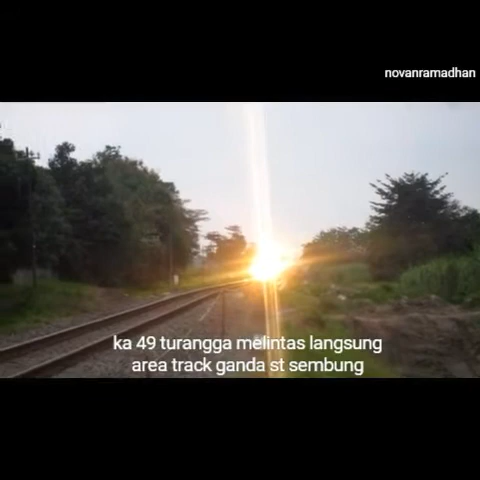 novanramadhan
ka 49 turangga melintas langsung
area track ganda st sembung